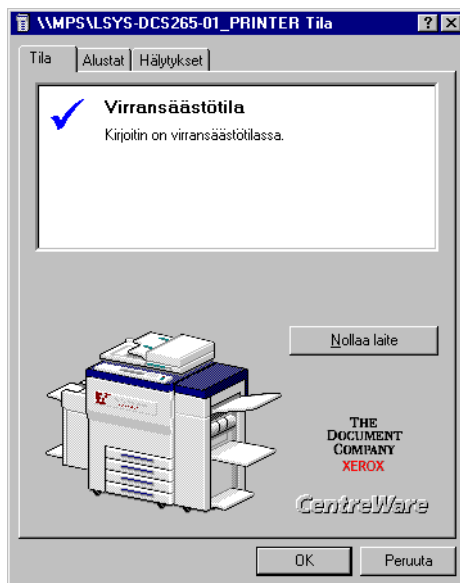 \\MPS\LSYS-DCS265-01_PRINTER Tila
Tila Alustat Hälytykset
Virransäästötila
Kirjoitin on virransäästötilassa.
Nollaa laite
THE
DOCUMENT
COMPANY
XEROX
CentreWare
OK Peruuta